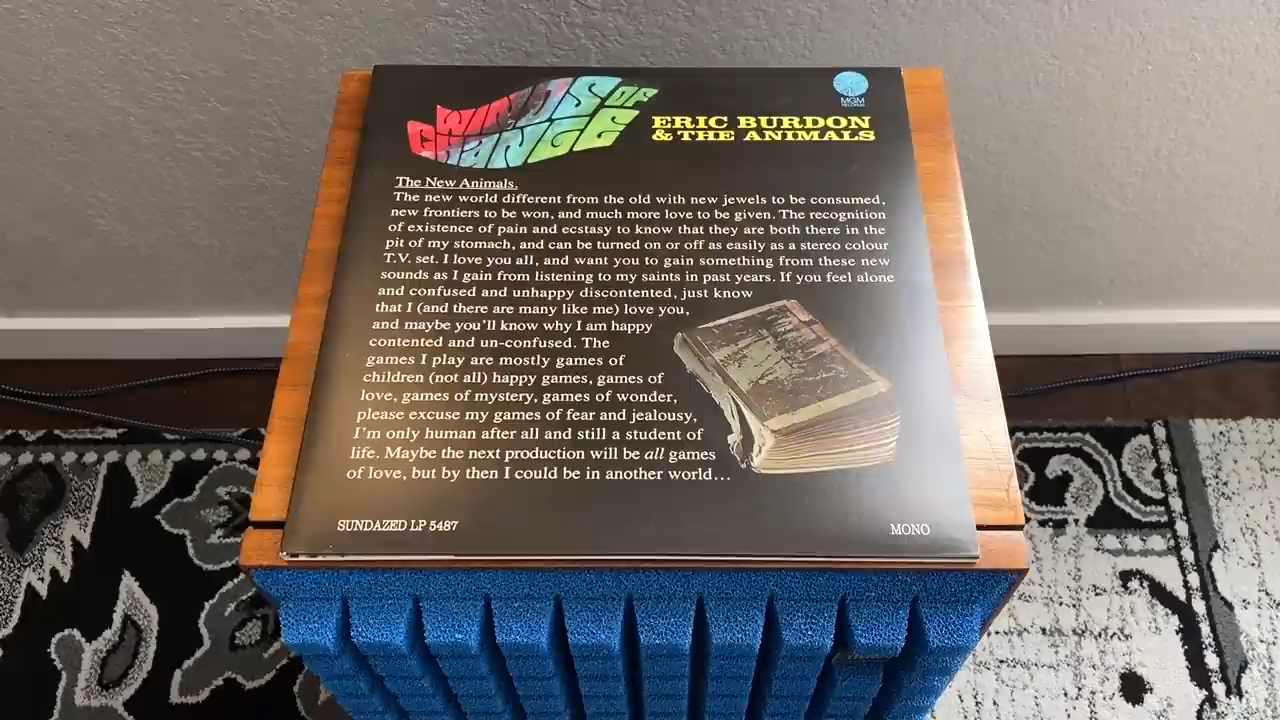 WINDS OF
CHANGE
MGM
RECORDS
ERIC BURDON
& THE ANIMALS
The New Animals.
The new world different from the old with new jewels to be consumed,
new frontiers to be won, and much more love to be given. The recognition
of existence of pain and ecstasy to know that they are both there in the
pit of my stomach, and can be turned on or off as easily as a stereo colour
T.V. set. I love you all, and want you to gain something from these new
sounds as I gain from listening to my saints in past years. If you feel alone
and confused and unhappy discontented, just know
that I (and there are many like me) love you,
and maybe you'll know why I am happy
contented and un-confused. The
games I play are mostly games of
children (not all) happy games, games of
love, games of mystery, games of wonder,
please excuse my games of fear and jealousy,
I'm only human after all and still a student of
life. Maybe the next production will be all games
of love, but by then I could be in another world...
SUNDAZED LP 5487
MONO